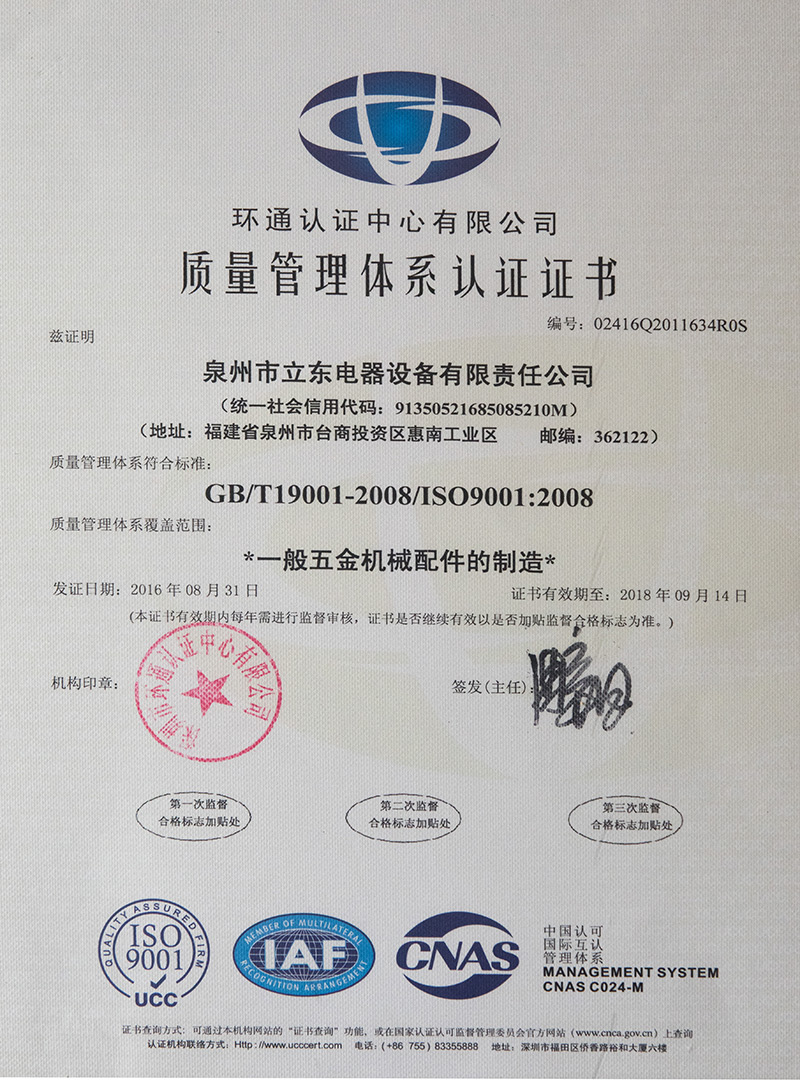 环通认证中心有限公司
质量管理体系认证证书
编号：02416Q2011634R0S
兹证明
泉州市立东电器设备有限责任公司
（统一社会信用代码：91350521685085210M）
（地址：福建省泉州市台商投资区惠南工业区 邮编：362122）
质量管理体系符合标准：
GB/T19001-2008/ISO9001:2008
质量管理体系覆盖范围：
*一般五金机械配件的制造*
发证日期：2016 年 08 月 31 日 证书有效期至：2018 年 09 月 14 日
(本证书有效期内每年需进行监督审核，证书是否继续有效以是否加贴监督合格标志为准。)
机构印章： 签发(主任)：
深圳市环通认证中心有限公司
第一次监督
合格标志加贴处
第二次监督
合格标志加贴处
第三次监督
合格标志加贴处
QUALITY ASSURED FIRM
ISO
9001
UCC
MEMBER OF MULTILATERAL
IAF
RECOGNITION ARRANGEMENT
CNAS
中国认可
国际互认
管理体系
MANAGEMENT SYSTEM
CNAS C024-M
证书查询方式：可通过本机构网站的“证书查询”功能、或在国家认证认可监督管理委员会官方网站（www.cnca.gov.cn）上查询
认证机构联络方式：Http://www.ucccert.com 电话：(+86 755) 83355888 地址：深圳市福田区侨香路裕和大厦六楼